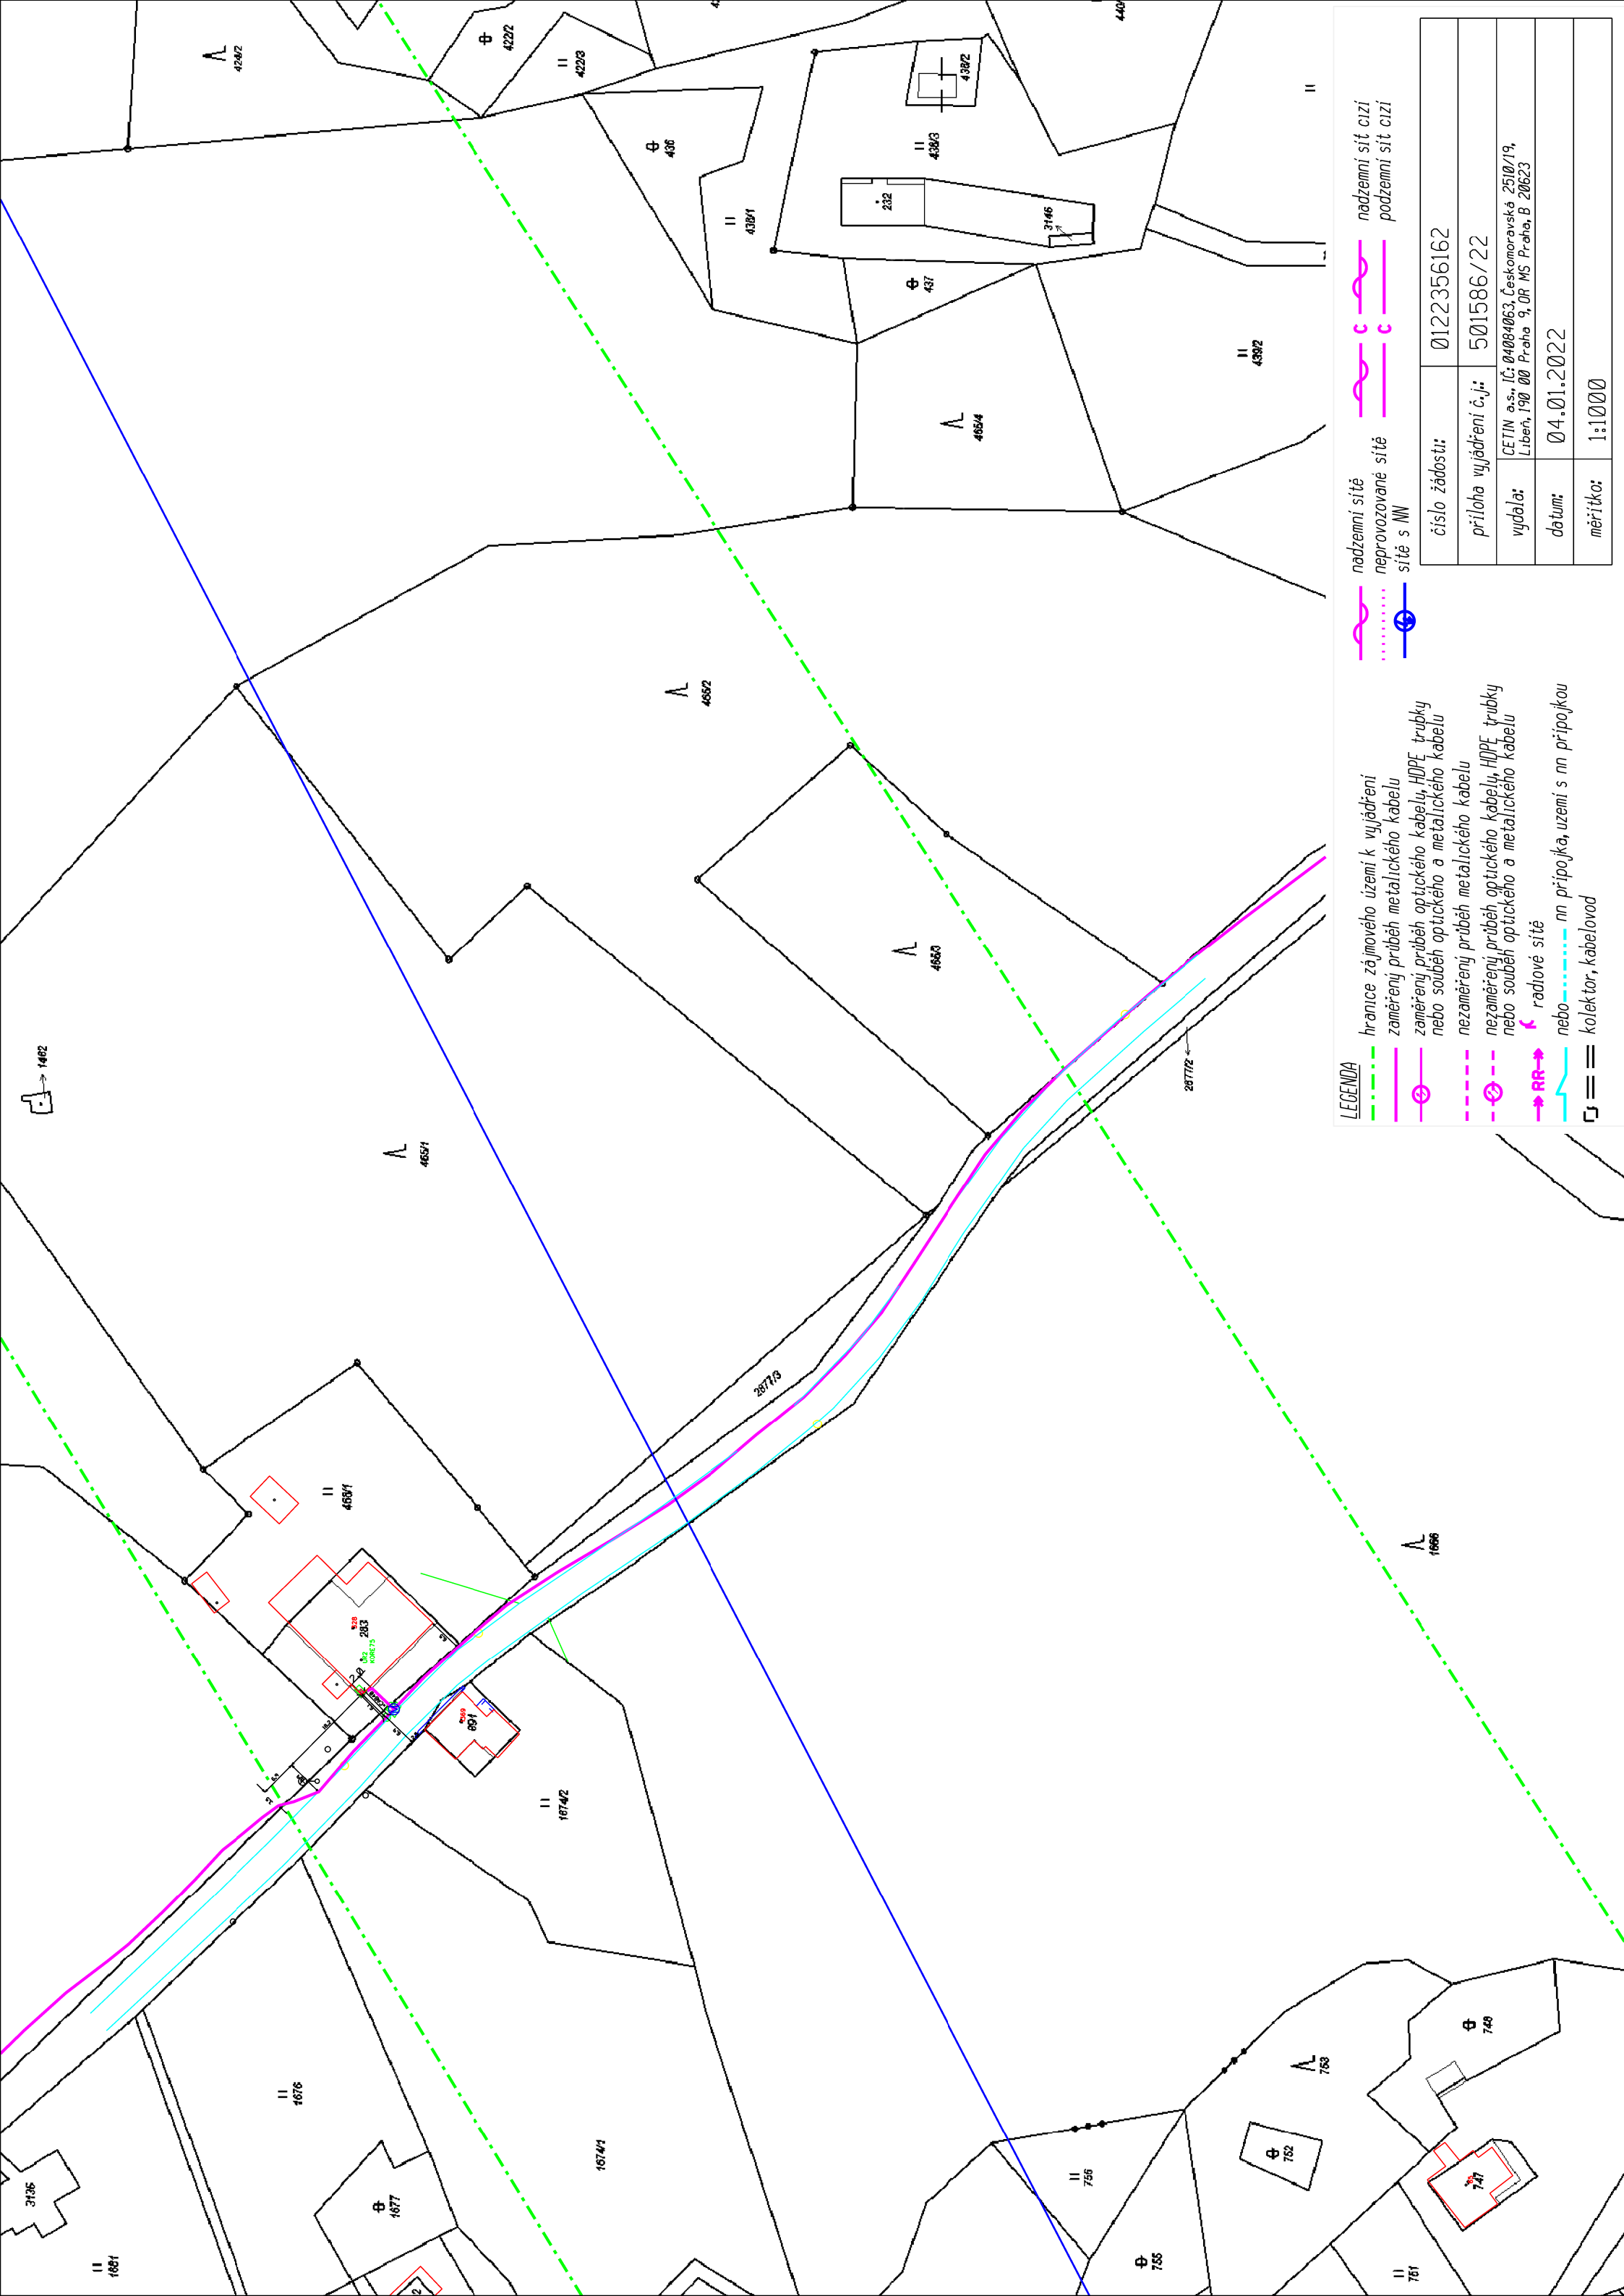 LEGENDA
hranice zájmového území k vyjádření
zaměřený průběh metalického kabelu
zaměřený průběh optického kabelu, HDPE trubky
nebo souběh optického a metalického kabelu
nezaměřený průběh metalického kabelu
nezaměřený průběh optického kabelu, HDPE trubky
nebo souběh optického a metalického kabelu
RR radiové sítě
nebo nn přípojka, území s nn přípojkou
kolektor, kabelovod
nadzemní sítě
neprovozované sítě
sítě s NN
C nadzemní síť cizí
C podzemní síť cizí
číslo žádosti: 0122356162
příloha vyjádření č.j.: 501586/22
vydala: CETIN a.s., IČ: 04084063, Českomoravská 2510/19,
Libeň, 190 00 Praha 9, OR MS Praha, B 20623
datum: 04.01.2022
měřítko: 1:1000
424/2
422/2
422/3
436
438/1
438/2
438/3
232
3146
437
439/2
465/4
465/2
466/3
1462
465/1
2877/2
2877/3
466/1
283
891
1674/2
1666
1676
1674/1
1677
3136
1681
756
755
752
753
748
747
751